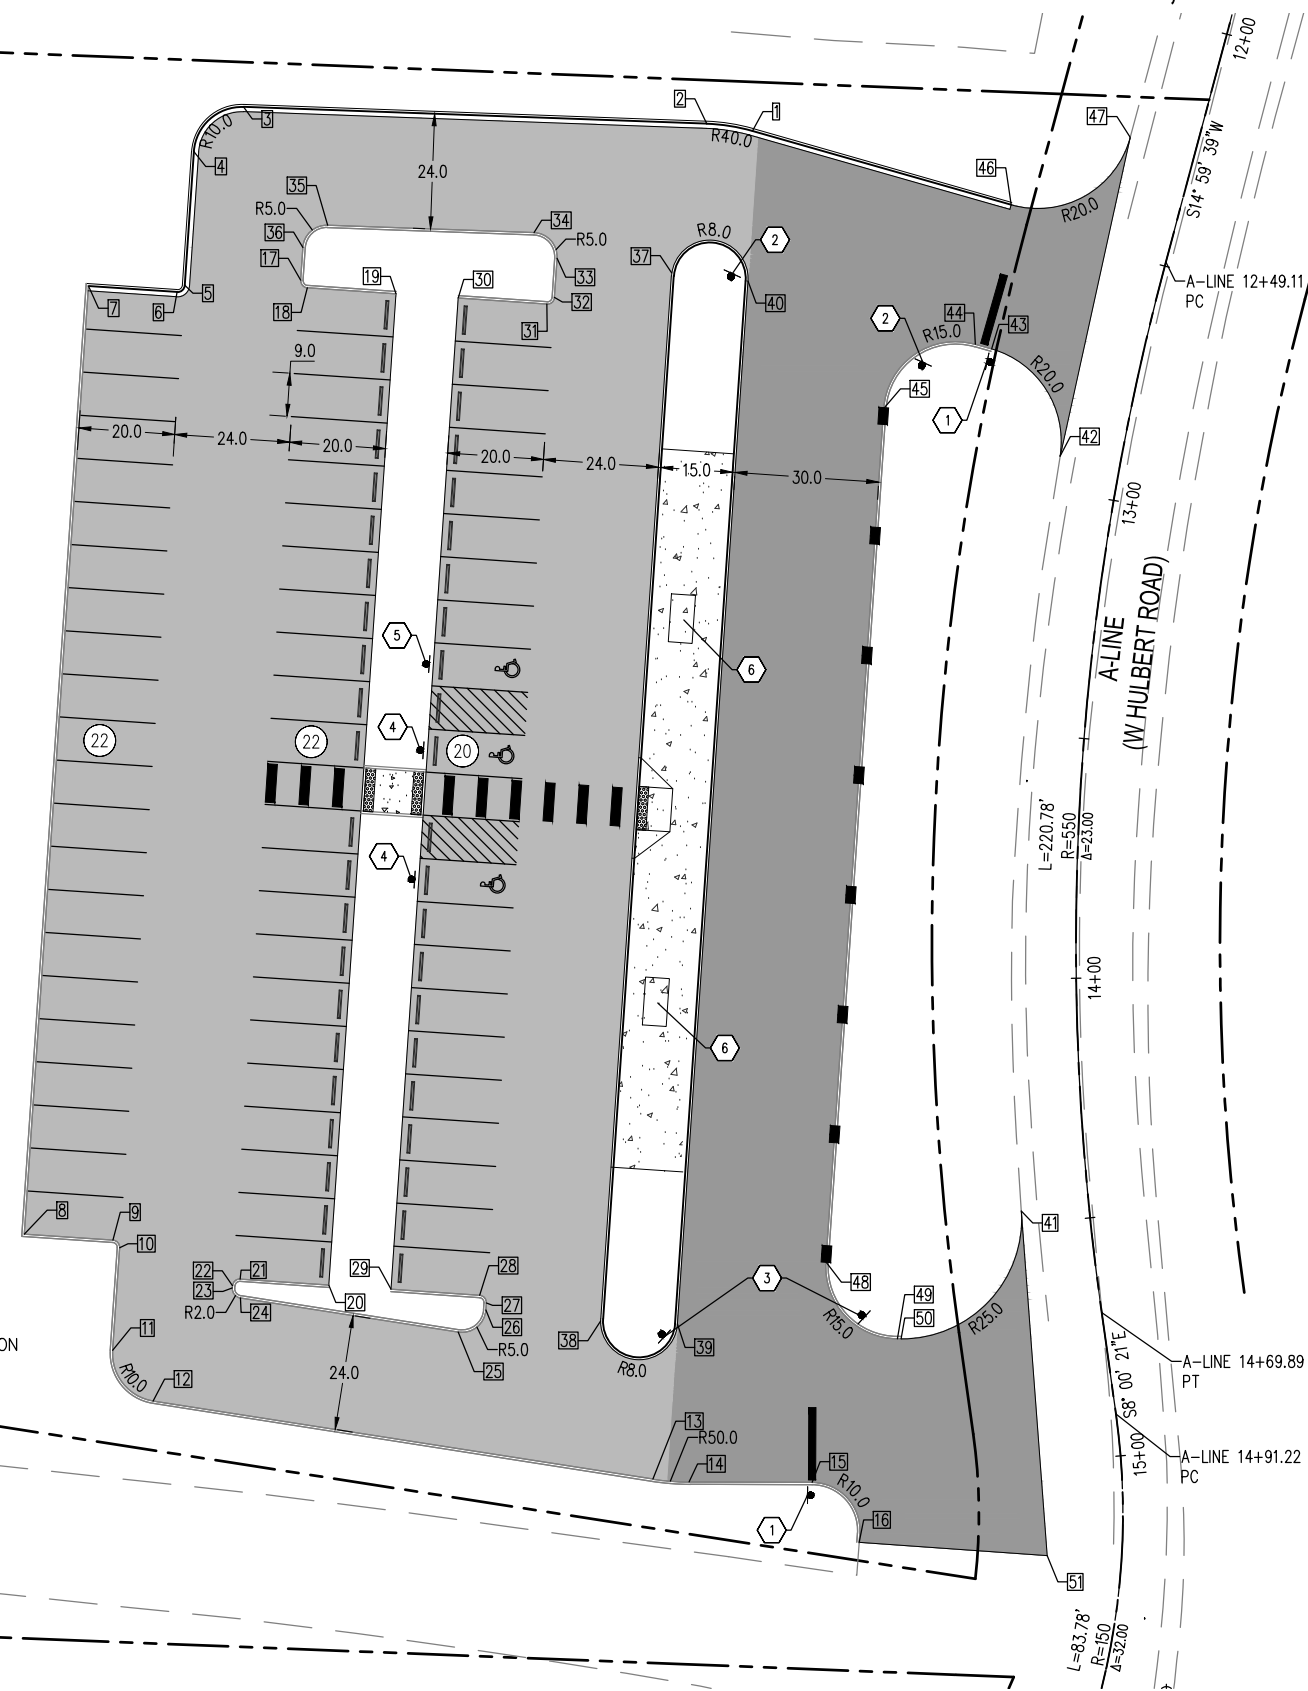 12+00
47
2
1
3
R10.0
R40.0
4
24.0
46
S14° 59' 39"W
R20.0
35
R5.0
34
R8.0
2
36
R5.0
17
37
19
30
33
A-LINE 12+49.11
PC
7
5
6
18
32
40
31
2
44
43
R15.0
9.0
R20.0
45
1
20.0
24.0
20.0
20.0
24.0
15.0
30.0
42
13+00
A-LINE
(W HULBERT ROAD)
5
6
4
22
22
20
L=220.78'
R=550
Δ=23.00
4
14+00
6
8
9
10
41
22
21
29
28
3
48
23
20
27
R2.0
24
26
49
50
R15.0
R25.0
11
38
39
R5.0
25
ON
R8.0
24.0
R10.0
12
S8° 00' 21"E
A-LINE 14+69.89
PT
13
R50.0
14
15
R10.0
15+00
A-LINE 14+91.22
PC
16
1
51
L=83.78'
R=150
Δ=32.00